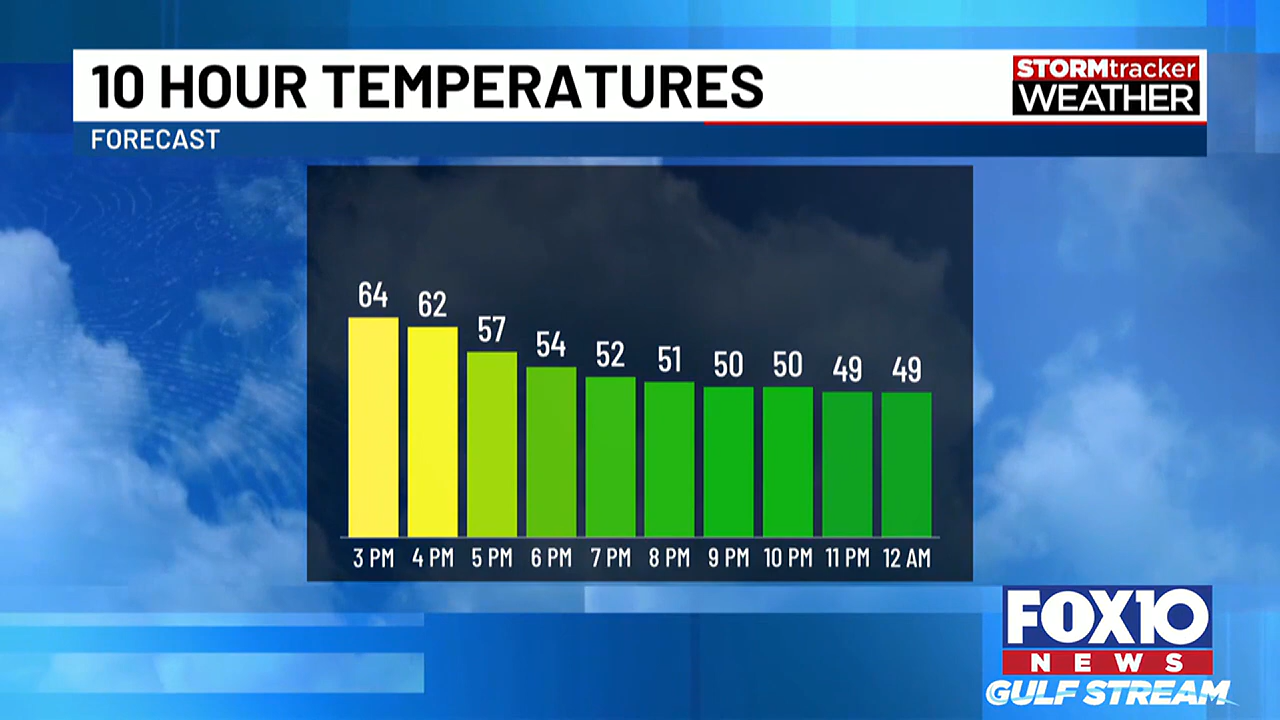 10 HOUR TEMPERATURES
STORMtracker
WEATHER
FORECAST
64 62 57 54 52 51 50 50 49 49
3 PM 4 PM 5 PM 6 PM 7 PM 8 PM 9 PM 10 PM 11 PM 12 AM
FOX10
NEWS
GULF STREAM